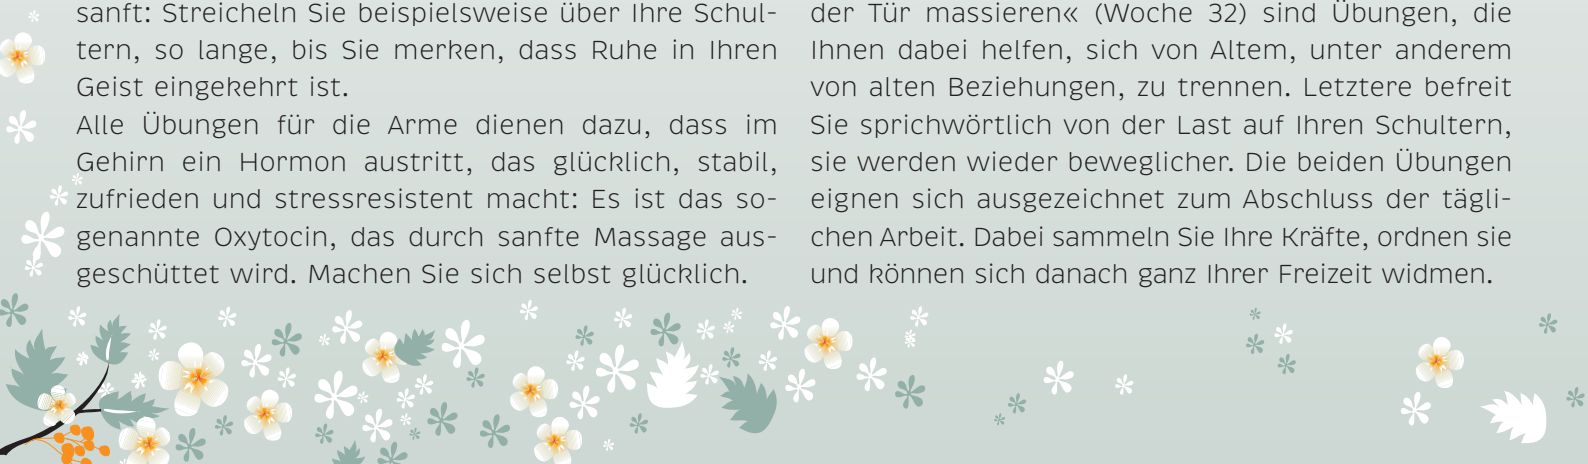 sanft: Streicheln Sie beispielsweise über Ihre Schul-
tern, so lange, bis Sie merken, dass Ruhe in Ihren
Geist eingekehrt ist.
Alle Übungen für die Arme dienen dazu, dass im
Gehirn ein Hormon austritt, das glücklich, stabil,
zufrieden und stressresistent macht: Es ist das so-
genannte Oxytocin, das durch sanfte Massage aus-
geschüttet wird. Machen Sie sich selbst glücklich.
der Tür massieren« (Woche 32) sind Übungen, die
Ihnen dabei helfen, sich von Altem, unter anderem
von alten Beziehungen, zu trennen. Letztere befreit
Sie sprichwörtlich von der Last auf Ihren Schultern,
sie werden wieder beweglicher. Die beiden Übungen
eignen sich ausgezeichnet zum Abschluss der tägli-
chen Arbeit. Dabei sammeln Sie Ihre Kräfte, ordnen sie
und können sich danach ganz Ihrer Freizeit widmen.